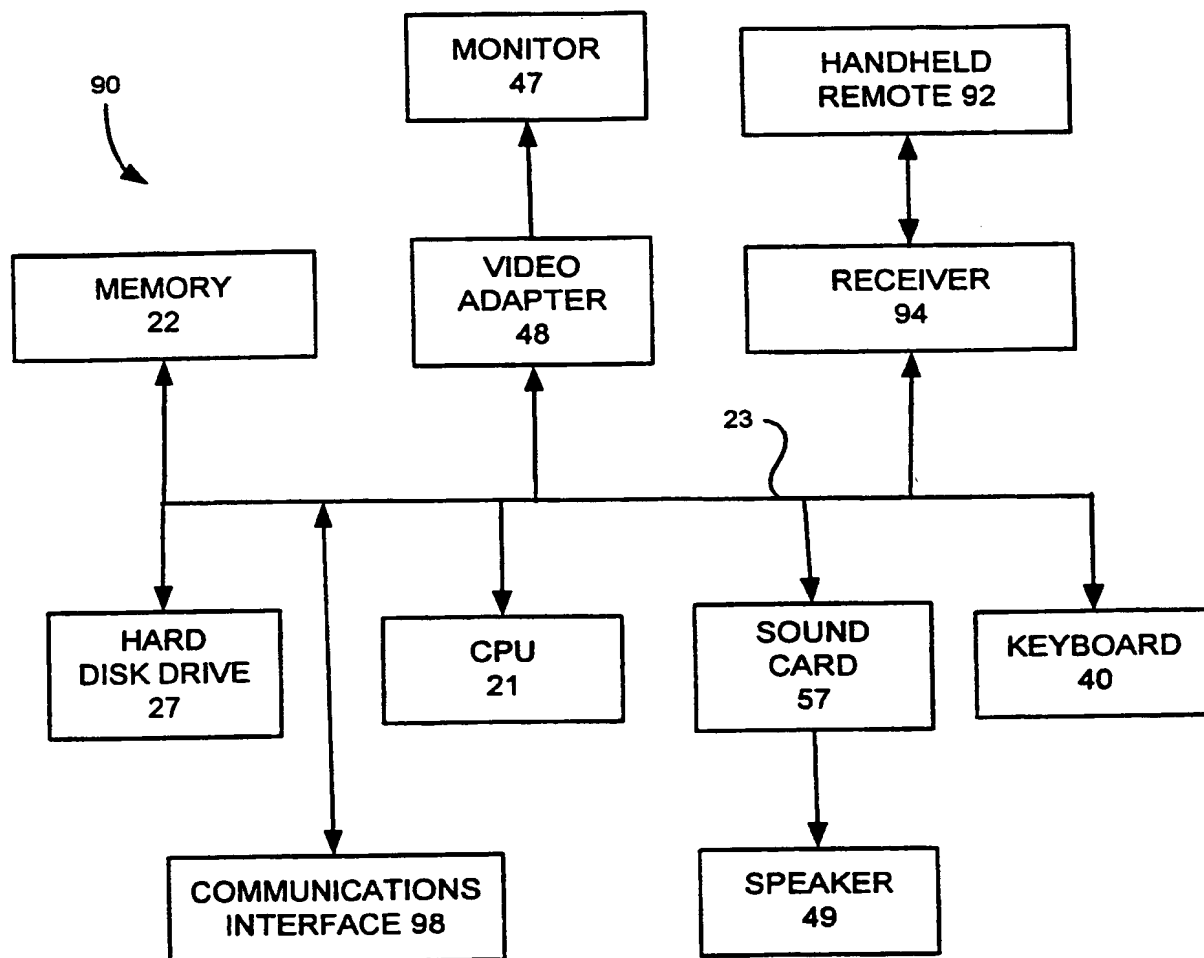 MONITOR
47
HANDHELD
REMOTE 92
90
MEMORY
22
VIDEO
ADAPTER
48
RECEIVER
94
23
HARD
DISK DRIVE
27
CPU
21
SOUND
CARD
57
KEYBOARD
40
COMMUNICATIONS
INTERFACE 98
SPEAKER
49